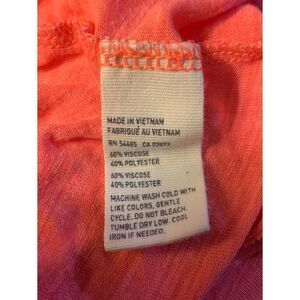 MADE IN VIETNAM
FABRIQUÉ AU VIETNAM
RN 54485 CA
60% VISCOSE
40% POLYESTER
60% VISCOSE
40% POLYESTER
MACHINE WASH COLD WITH
LIKE COLORS, GENTLE
CYCLE. DO NOT BLEACH.
TUMBLE DRY LOW. COOL
IRON IF NEEDED.